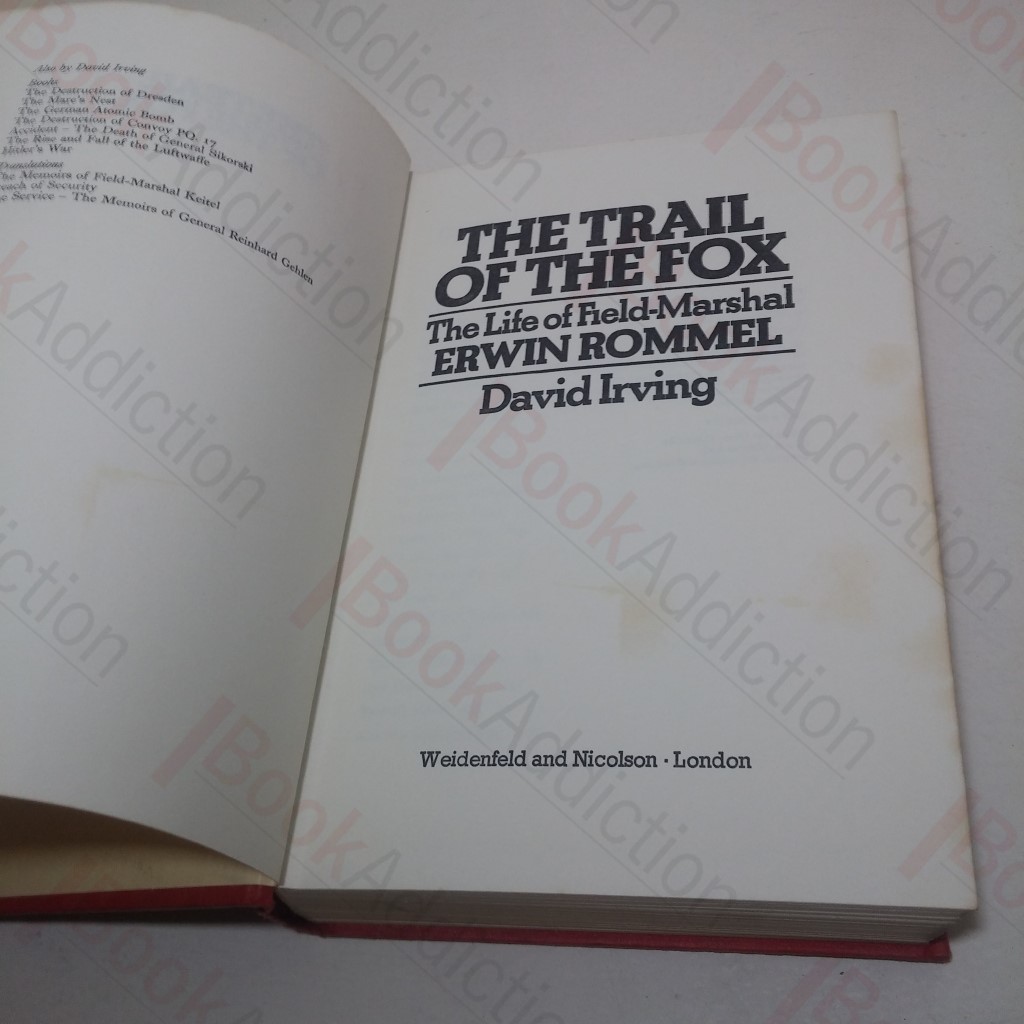 Also by David Irving
Books
The Destruction of Dresden
The Mare's Nest
The German Atomic Bomb
The Destruction of Convoy PQ. 17
Accident – The Death of General Sikorski
The Rise and Fall of the Luftwaffe
Hitler's War
Translations
The Memoirs of Field-Marshal Keitel
Breach of Security
Service – The Memoirs of General Reinhard Gehlen
THE TRAIL
OF THE FOX
The Life of Field-Marshal
ERWIN ROMMEL
David Irving
Weidenfeld and Nicolson · London
BookAddiction